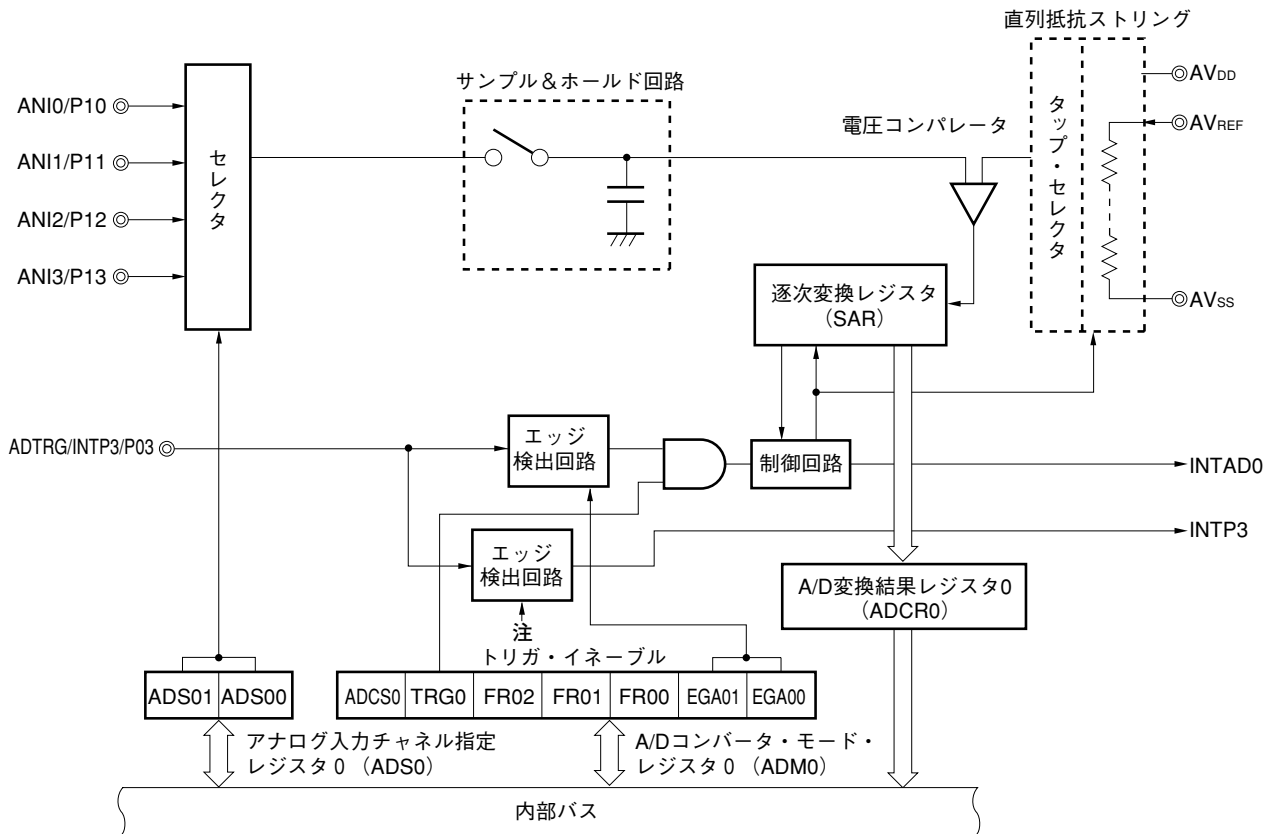 直列抵抗ストリング
サンプル＆ホールド回路
電圧コンパレータ
ANI0/P10
ANI1/P11
ANI2/P12
ANI3/P13
セレクタ
タップ・セレクタ
AVDD
AVREF
AVSS
逐次変換レジスタ
（SAR）
ADTRG/INTP3/P03
エッジ
検出回路
制御回路
INTAD0
エッジ
検出回路
INTP3
A/D変換結果レジスタ0
（ADCR0）
注
トリガ・イネーブル
ADS01 ADS00
ADCS0 TRG0 FR02 FR01 FR00 EGA01 EGA00
アナログ入力チャネル指定
レジスタ0 （ADS0）
A/Dコンバータ・モード・
レジスタ0 （ADM0）
内部バス